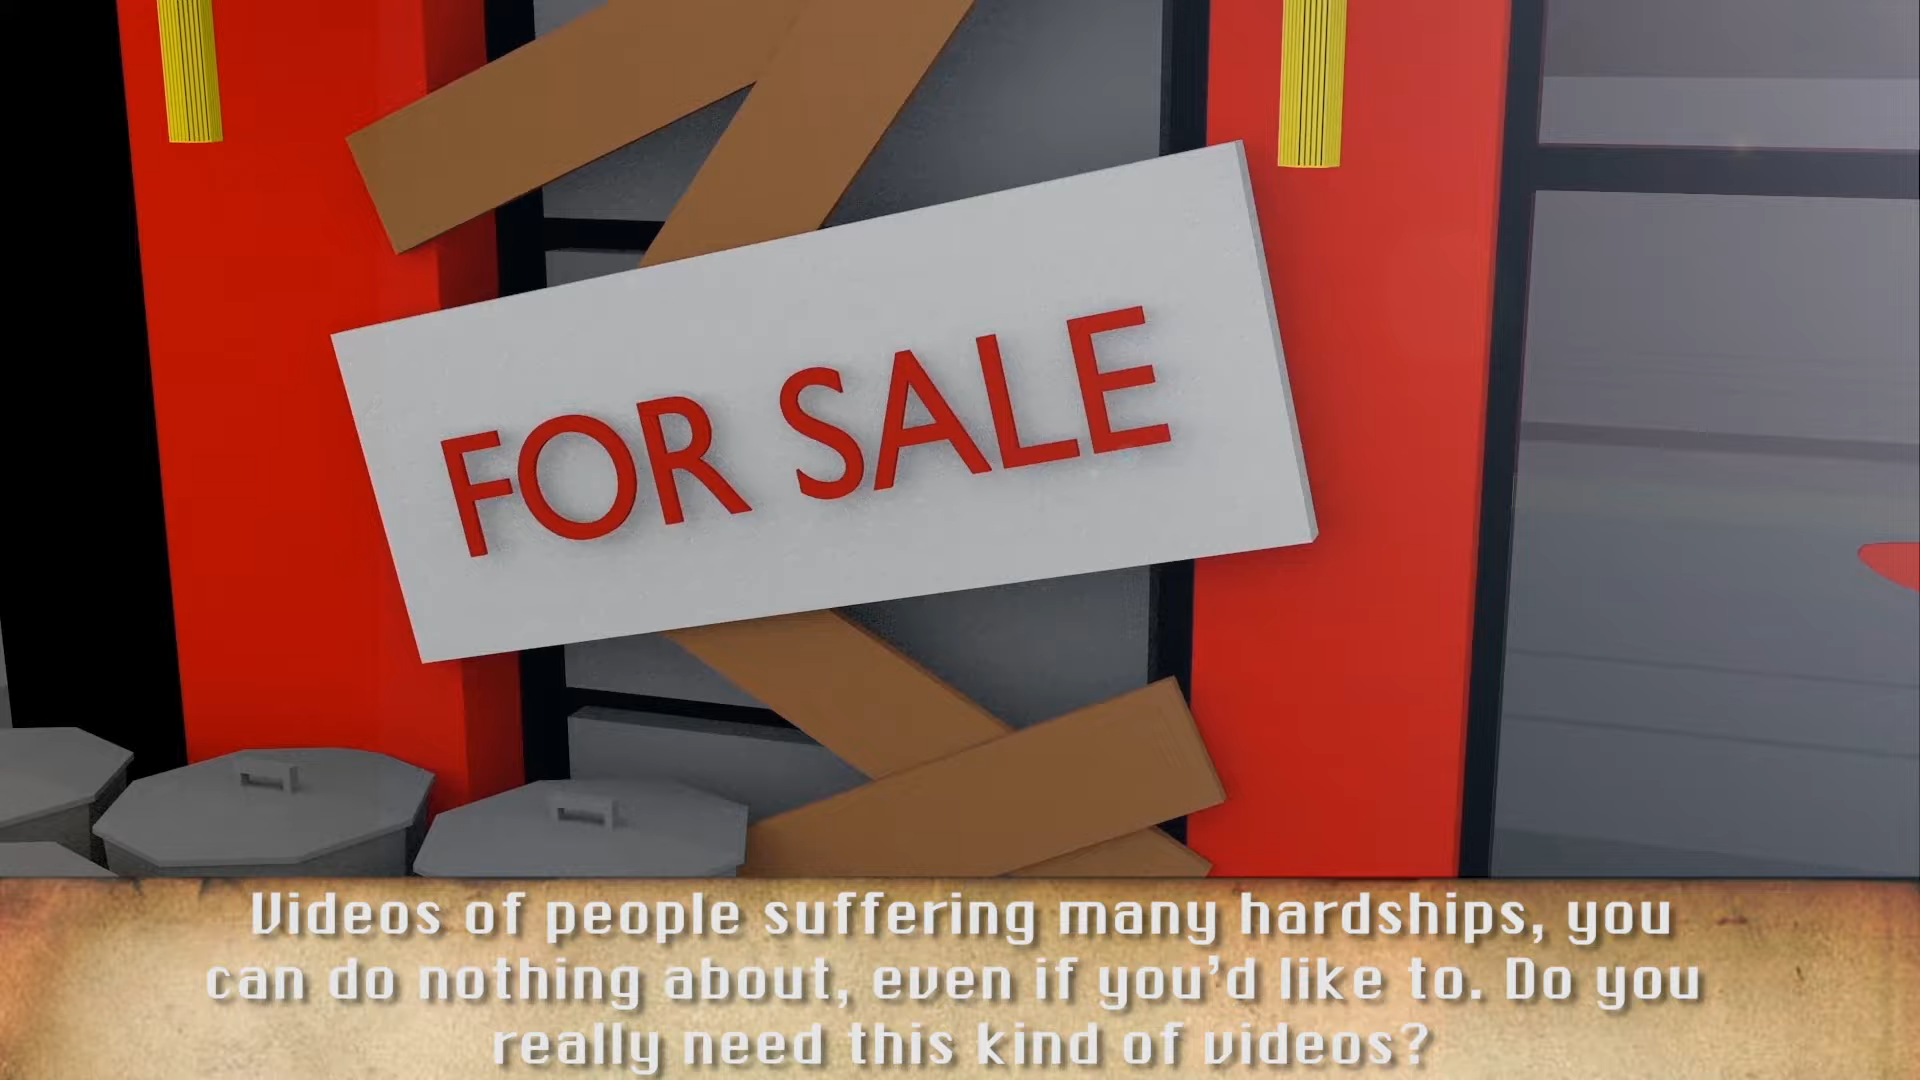 FOR SALE
Videos of people suffering many hardships, you
can do nothing about, even if you'd like to. Do you
really need this kind of videos?